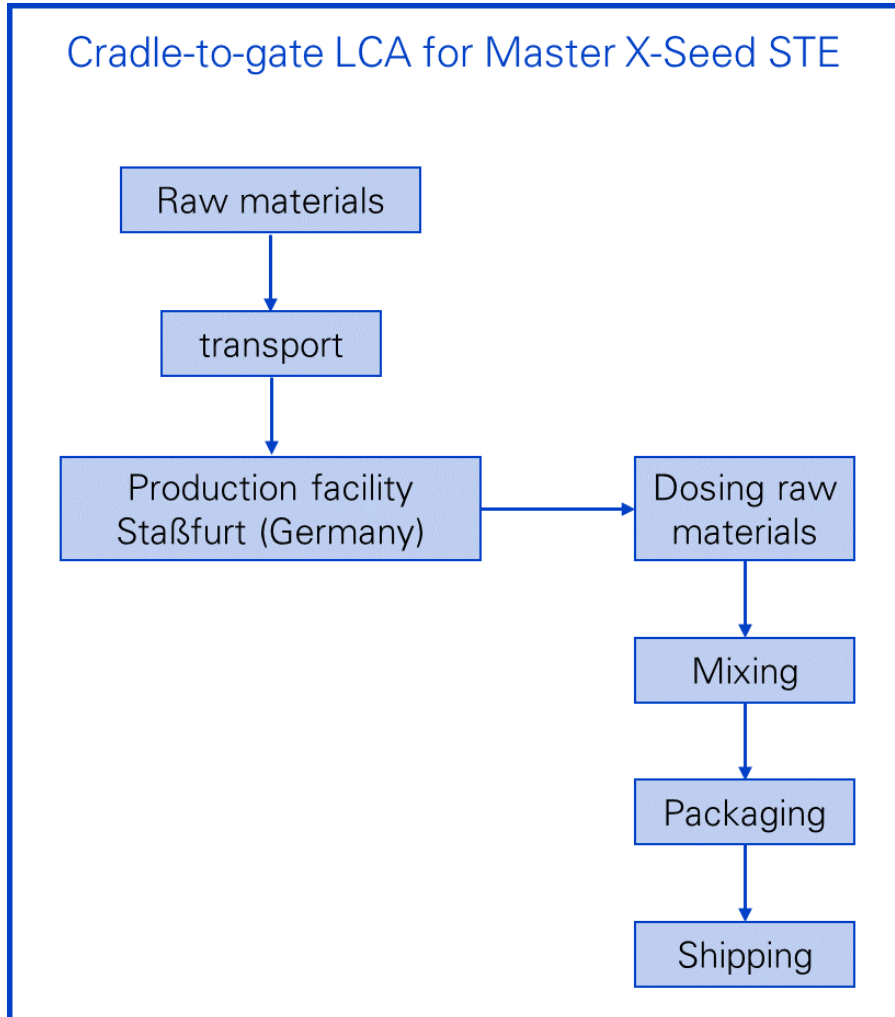 Cradle-to-gate LCA for Master X-Seed STE
Raw materials
transport
Production facility
Staßfurt (Germany)
Dosing raw
materials
Mixing
Packaging
Shipping